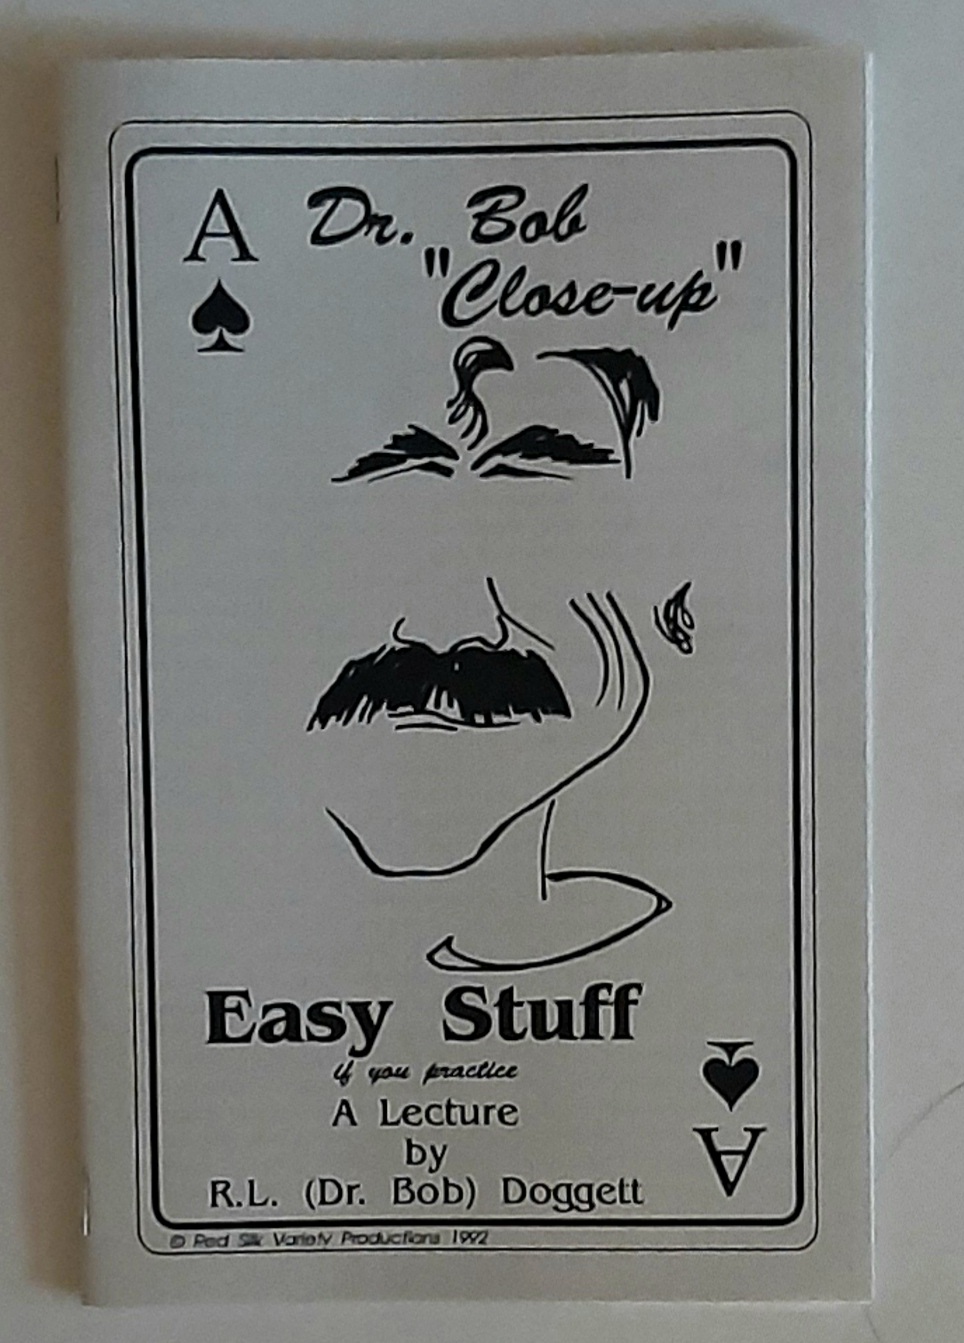 A
Dr. Bob
"Close-up"
Easy Stuff
if you practice
A Lecture
by
R.L. (Dr. Bob) Doggett
A
© Red Silk Variety Productions 1992